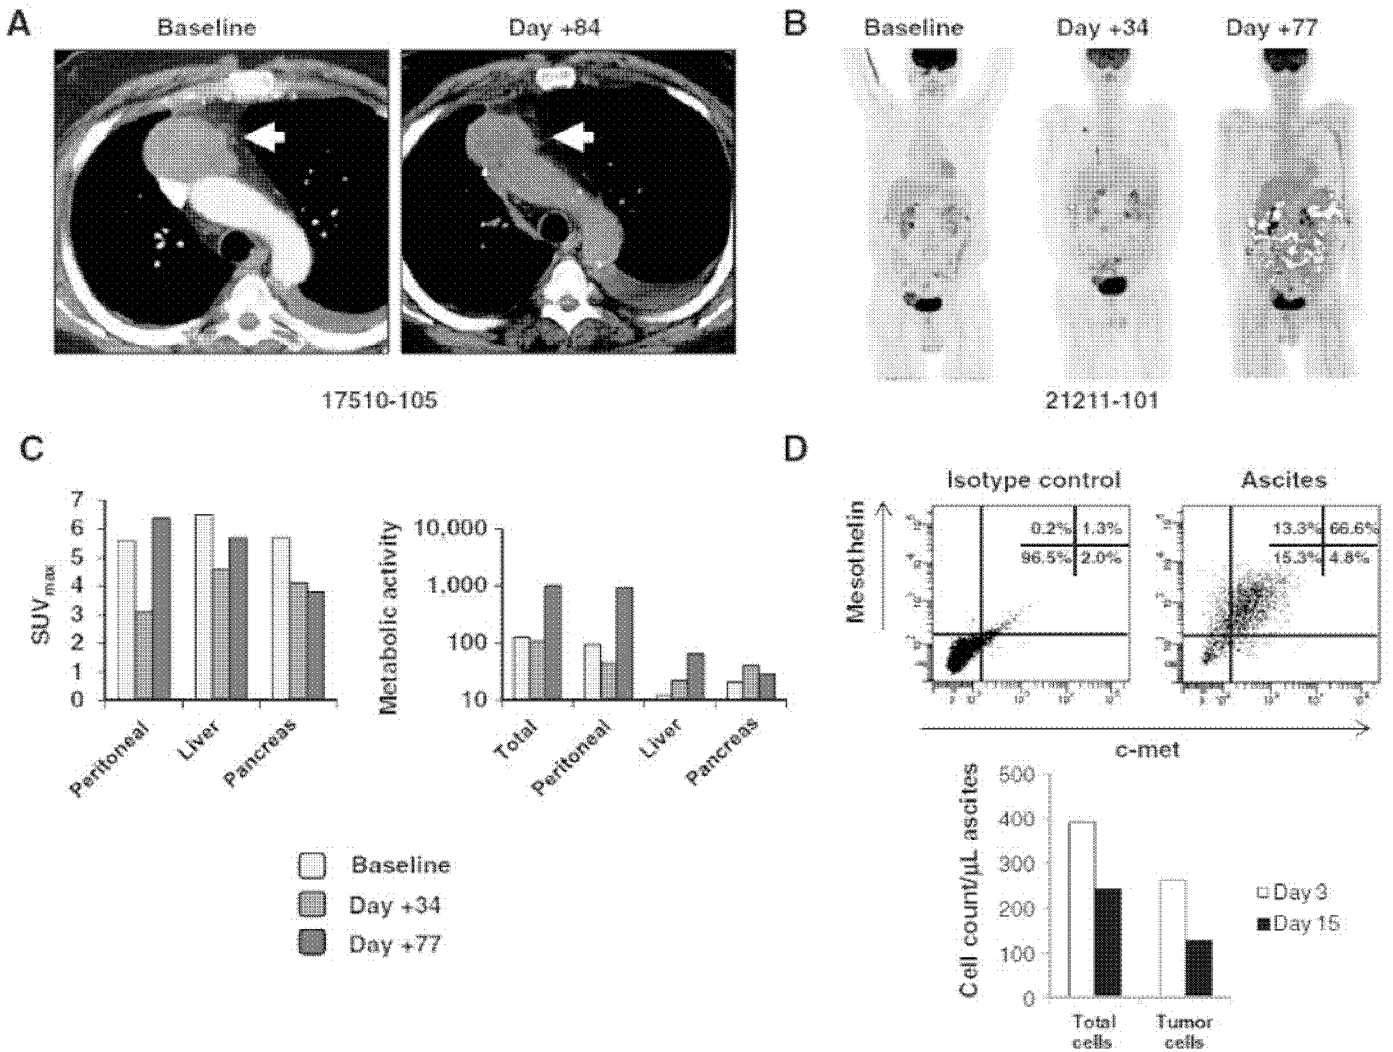 A
Baseline
Day +84
17510-105
B
Baseline
Day +34
Day +77
21211-101
C
SUVmax
7
6
5
4
3
2
1
0
Peritoneal
Liver
Pancreas
Metabolic activity
10,000
1,000
100
10
Total
Peritoneal
Liver
Pancreas
Baseline
Day +34
Day +77
D
Isotype control
Ascites
Mesothelin
0.2% 1.3%
96.5% 2.0%
13.3% 66.6%
15.3% 4.8%
c-met
Cell count/µL ascites
500
400
300
200
100
0
Total cells
Tumor cells
Day 3
Day 15